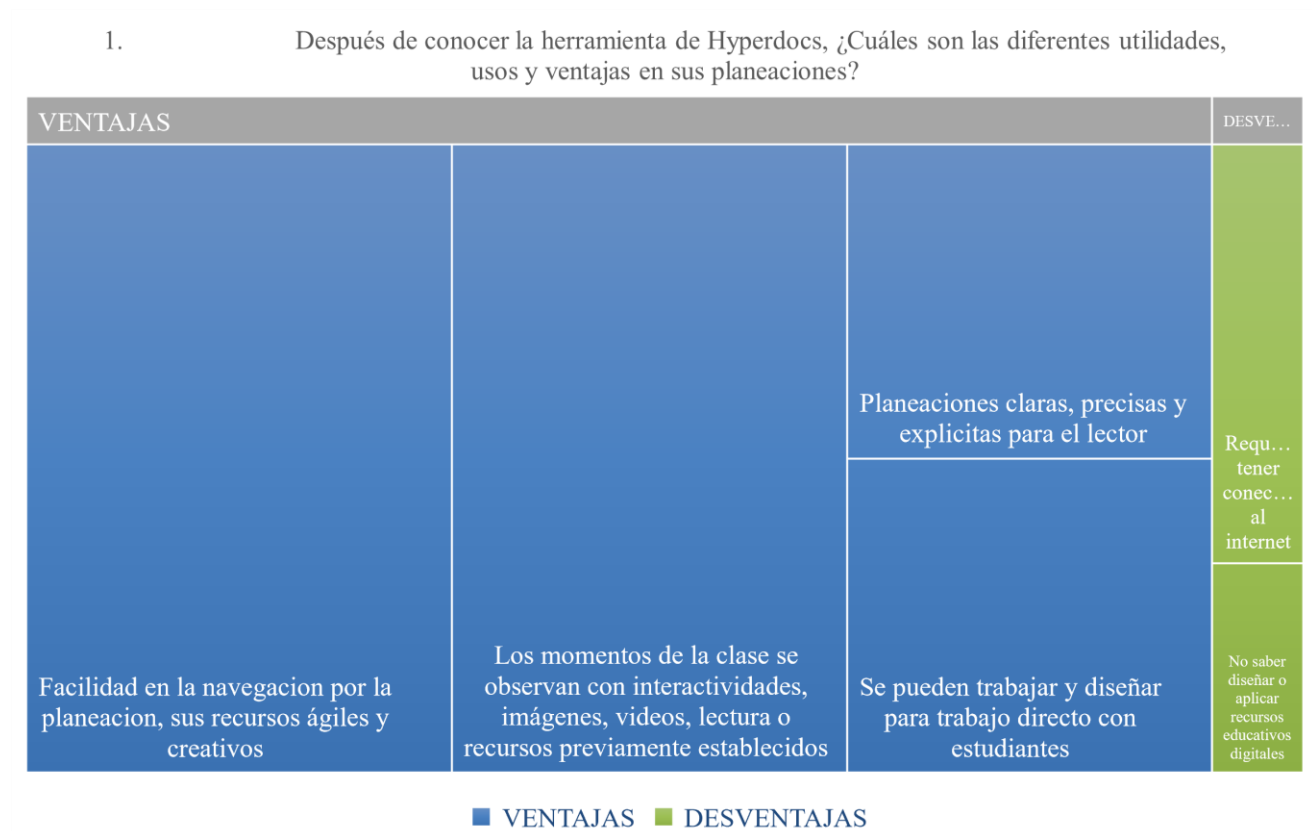 1. Después de conocer la herramienta de Hyperdocs, ¿Cuáles son las diferentes utilidades,
usos y ventajas en sus planeaciones?
VENTAJAS
DESVE…
Facilidad en la navegacion por la
planeacion, sus recursos ágiles y
creativos
Los momentos de la clase se
observan con interactividades,
imágenes, videos, lectura o
recursos previamente establecidos
Planeaciones claras, precisas y
explicitas para el lector
Se pueden trabajar y diseñar
para trabajo directo con
estudiantes
Requ…
tener
conec…
al
internet
No saber
diseñar o
aplicar
recursos
educativos
digitales
VENTAJAS DESVENTAJAS